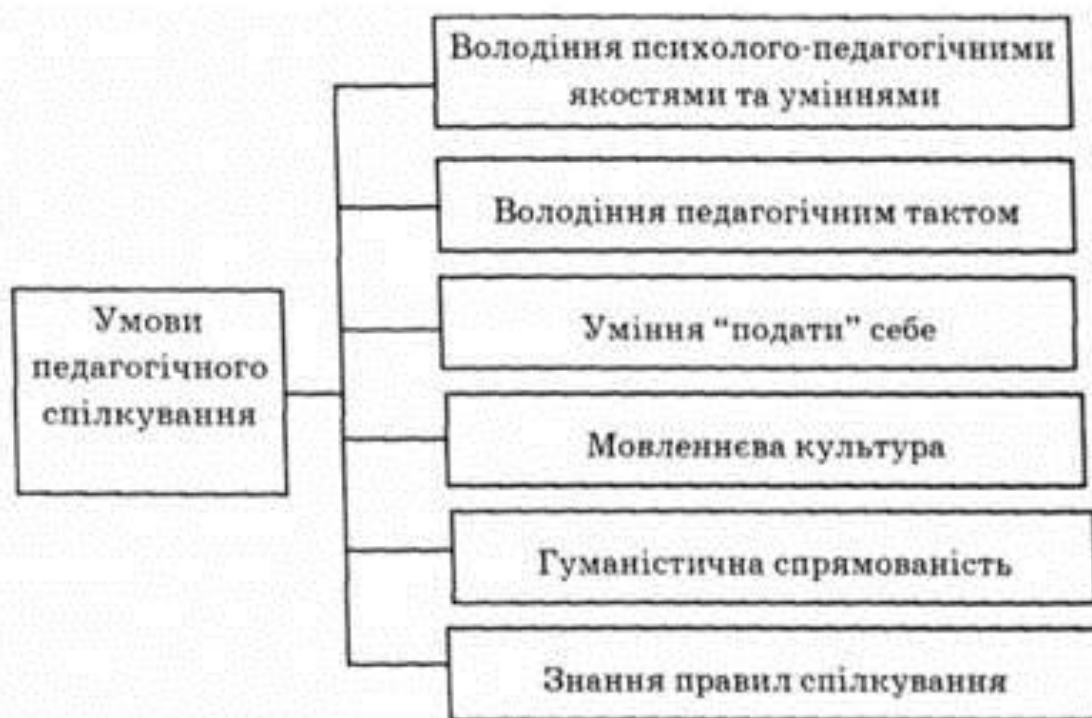 Умови
педагогічного
спілкування
Володіння психолого-педагогічними
якостями та уміннями
Володіння педагогічним тактом
Уміння “подати” себе
Мовленнєва культура
Гуманістична спрямованість
Знання правил спілкування